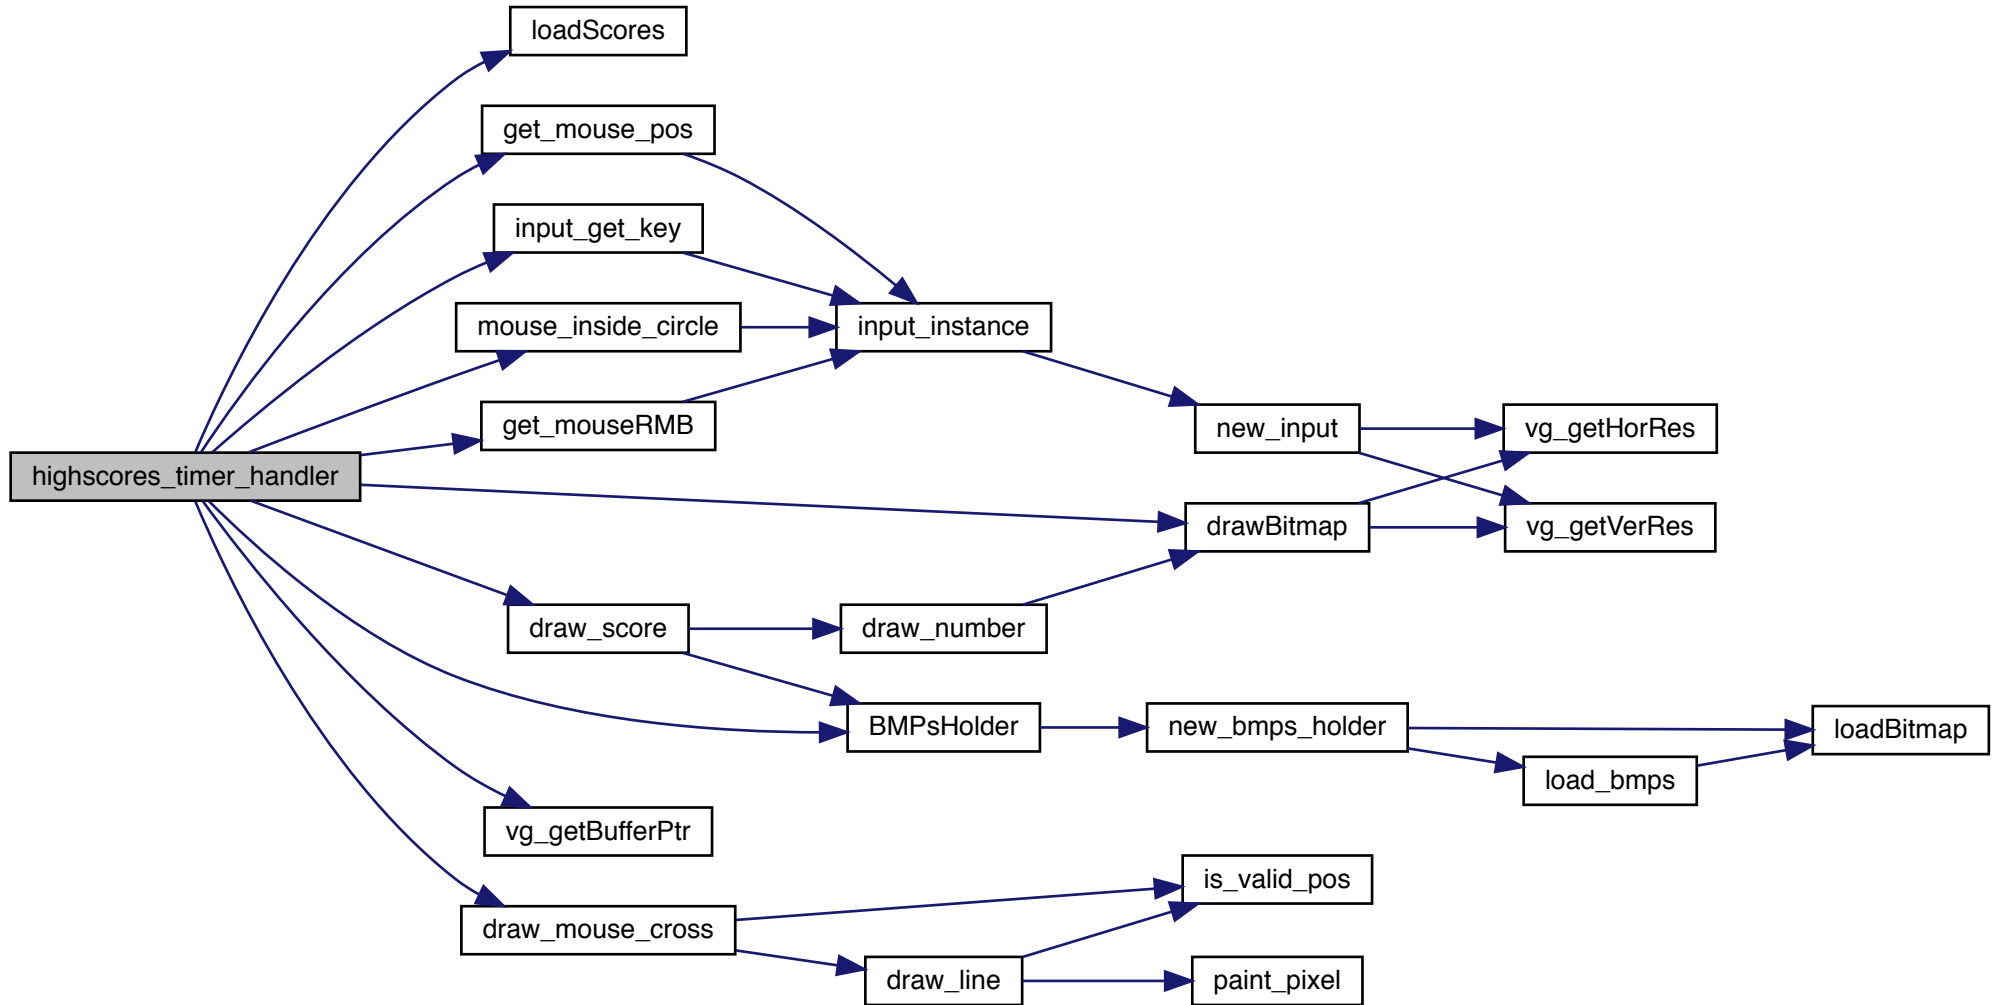 loadScores
get_mouse_pos
input_get_key
mouse_inside_circle
input_instance
get_mouseRMB
new_input
vg_getHorRes
highscores_timer_handler
drawBitmap
vg_getVerRes
draw_score
draw_number
BMPsHolder
new_bmps_holder
loadBitmap
load_bmps
vg_getBufferPtr
is_valid_pos
draw_mouse_cross
draw_line
paint_pixel